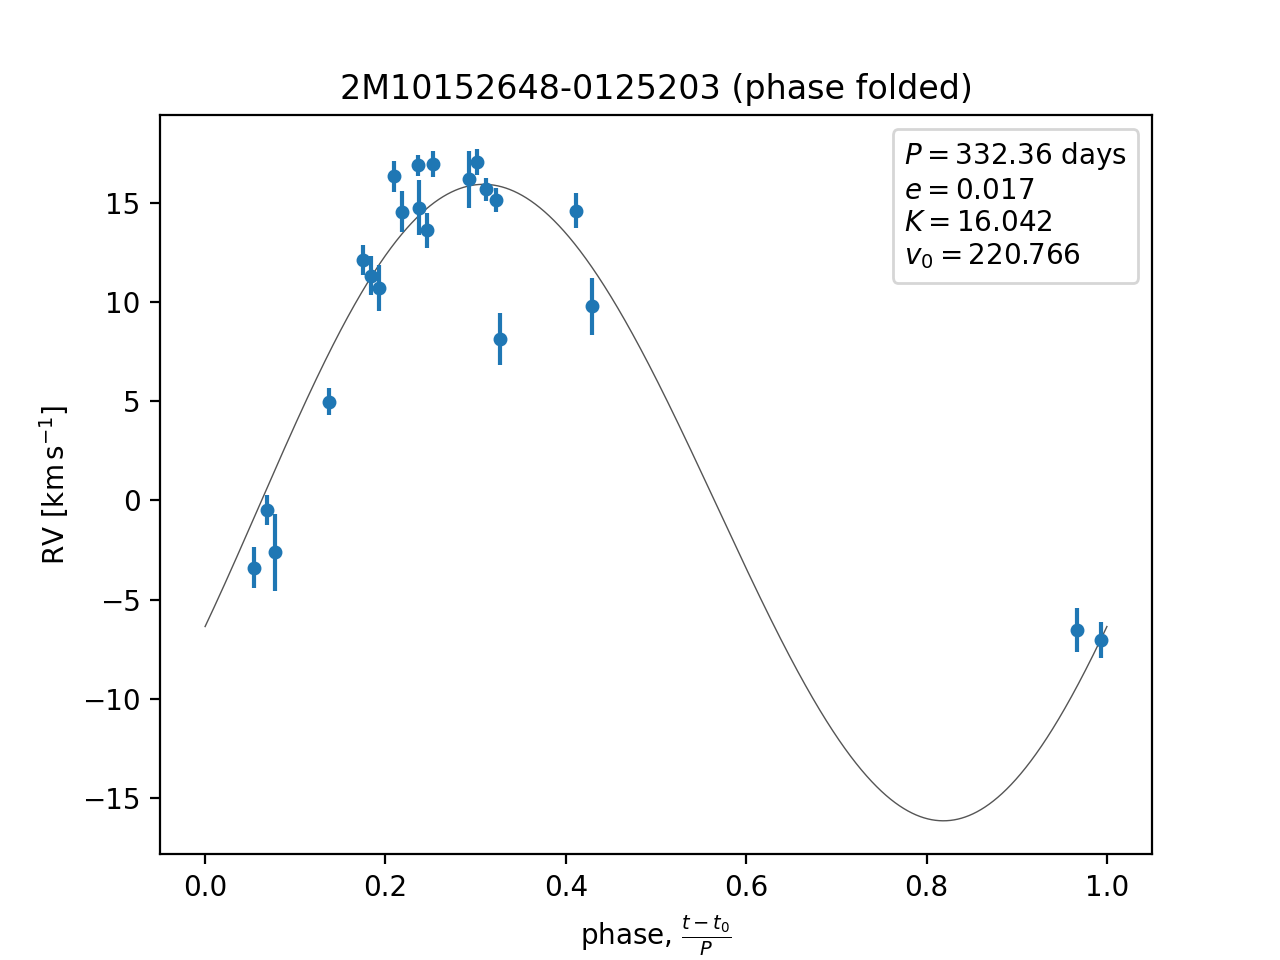 2M10152648-0125203 (phase folded)
P = 332.36 days
e = 0.017
K = 16.042
v₀ = 220.766
RV [km s⁻¹]
15
10
5
0
−5
−10
−15
0.0 0.2 0.4 0.6 0.8 1.0
phase, (t − t₀)/P